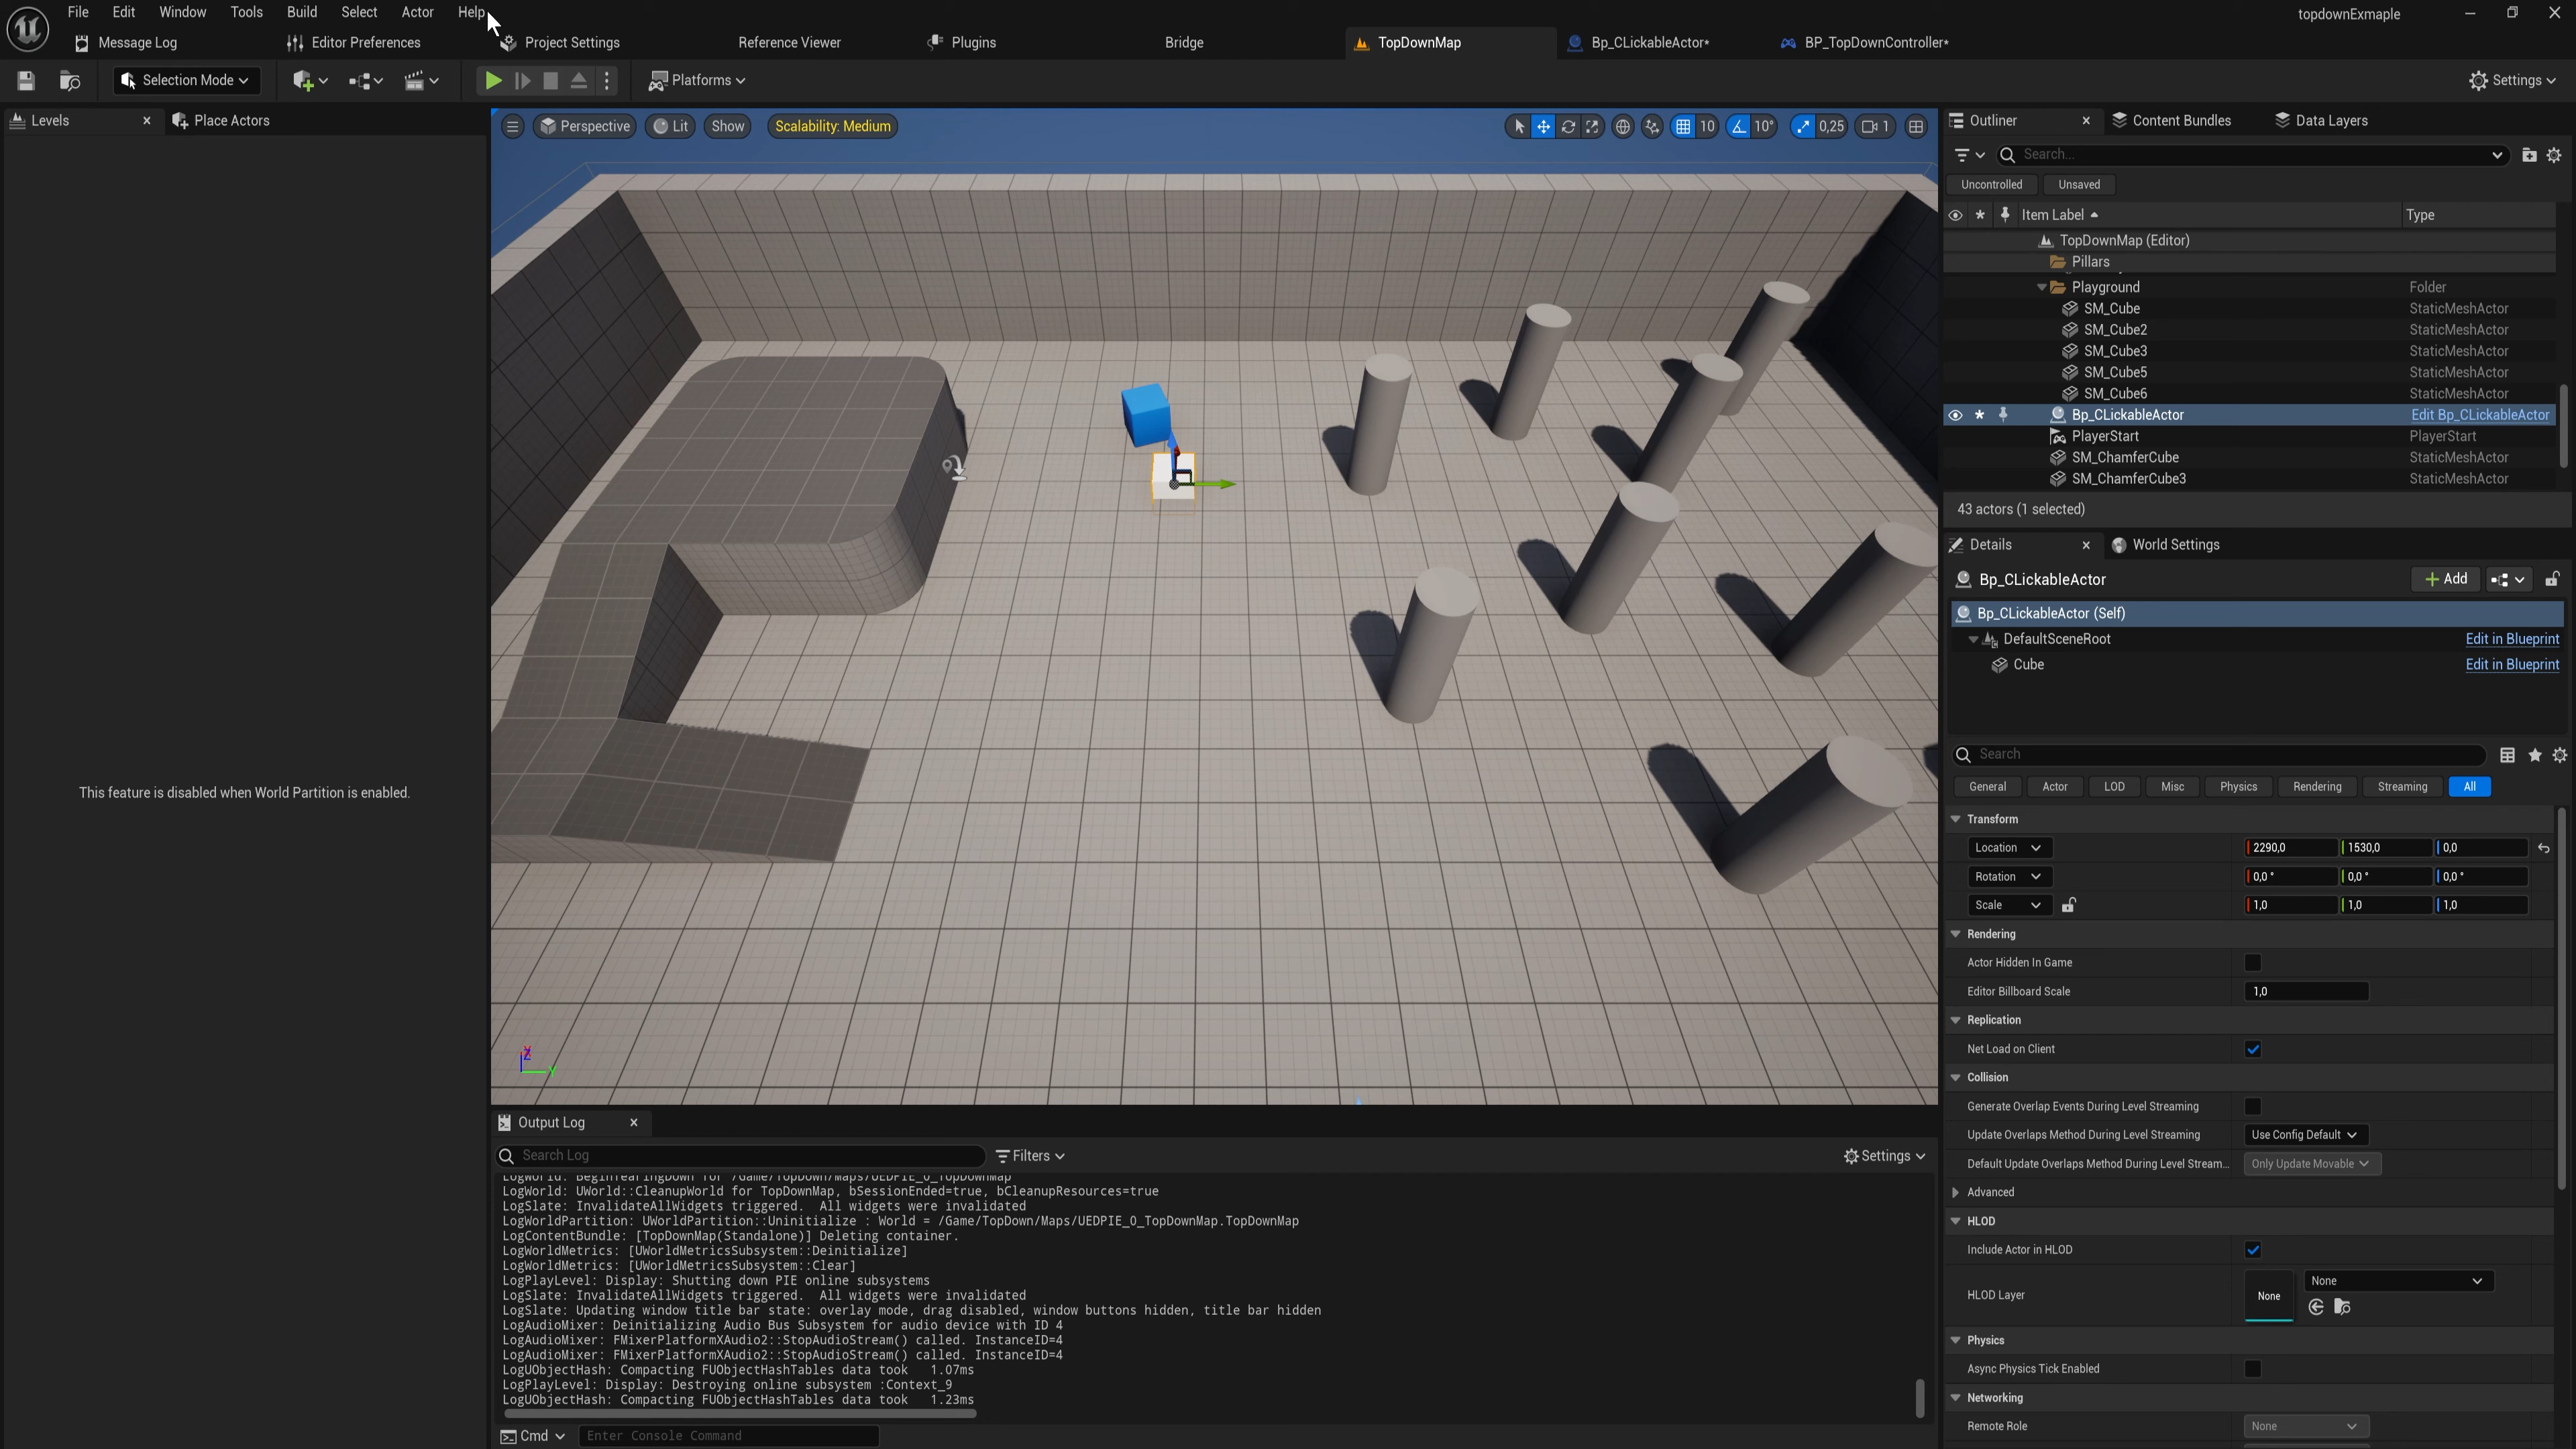 File Edit Window Tools Build Select Actor Help
topdownExmaple
Message Log Editor Preferences Project Settings Reference Viewer Plugins Bridge TopDownMap Bp_CLickableActor* BP_TopDownController*
Selection Mode Platforms Settings
Levels Place Actors
This feature is disabled when World Partition is enabled.
Perspective Lit Show Scalability: Medium 10 10° 0,25 1
Z Y
Outliner Content Bundles Data Layers
Search...
Uncontrolled Unsaved
Item Label Type
TopDownMap (Editor)
Pillars
Playground Folder
SM_Cube StaticMeshActor
SM_Cube2 StaticMeshActor
SM_Cube3 StaticMeshActor
SM_Cube5 StaticMeshActor
SM_Cube6 StaticMeshActor
Bp_CLickableActor Edit Bp_CLickableActor
PlayerStart PlayerStart
SM_ChamferCube StaticMeshActor
SM_ChamferCube3 StaticMeshActor
43 actors (1 selected)
Details World Settings
Bp_CLickableActor Add
Bp_CLickableActor (Self)
DefaultSceneRoot Edit in Blueprint
Cube Edit in Blueprint
Search
General Actor LOD Misc Physics Rendering Streaming All
Transform
Location 2290,0 1530,0 0,0
Rotation 0,0 ° 0,0 ° 0,0 °
Scale 1,0 1,0 1,0
Rendering
Actor Hidden In Game
Editor Billboard Scale 1,0
Replication
Net Load on Client
Collision
Generate Overlap Events During Level Streaming
Update Overlaps Method During Level Streaming Use Config Default
Default Update Overlaps Method During Level Stream... Only Update Movable
Advanced
HLOD
Include Actor in HLOD
HLOD Layer None None
Physics
Async Physics Tick Enabled
Networking
Remote Role None
Output Log
Search Log Filters Settings
LogWorld: BeginTearingDown for /Game/TopDown/Maps/UEDPIE_0_TopDownMap
LogWorld: UWorld::CleanupWorld for TopDownMap, bSessionEnded=true, bCleanupResources=true
LogSlate: InvalidateAllWidgets triggered.  All widgets were invalidated
LogWorldPartition: UWorldPartition::Uninitialize : World = /Game/TopDown/Maps/UEDPIE_0_TopDownMap.TopDownMap
LogContentBundle: [TopDownMap(Standalone)] Deleting container.
LogWorldMetrics: [UWorldMetricsSubsystem::Deinitialize]
LogWorldMetrics: [UWorldMetricsSubsystem::Clear]
LogPlayLevel: Display: Shutting down PIE online subsystems
LogSlate: InvalidateAllWidgets triggered.  All widgets were invalidated
LogSlate: Updating window title bar state: overlay mode, drag disabled, window buttons hidden, title bar hidden
LogAudioMixer: Deinitializing Audio Bus Subsystem for audio device with ID 4
LogAudioMixer: FMixerPlatformXAudio2::StopAudioStream() called. InstanceID=4
LogAudioMixer: FMixerPlatformXAudio2::StopAudioStream() called. InstanceID=4
LogUObjectHash: Compacting FUObjectHashTables data took   1.07ms
LogPlayLevel: Display: Destroying online subsystem :Context_9
LogUObjectHash: Compacting FUObjectHashTables data took   1.23ms
Cmd Enter Console Command